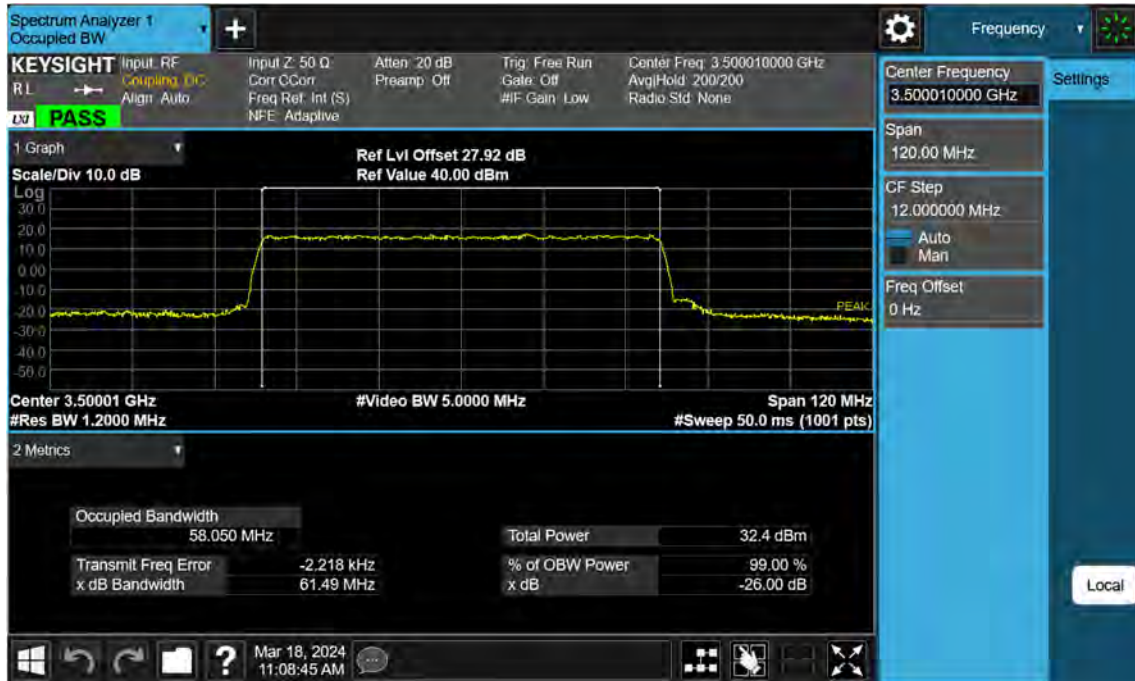 Spectrum Analyzer 1
Occupied BW
+
Frequency
KEYSIGHT
RL
LXI
PASS
Input: RF
Coupling: DC
Align: Auto
Input Z: 50 Ω
Corr CCorr
Freq Ref: Int (S)
NFE: Adaptive
Atten: 20 dB
Preamp: Off
Trig: Free Run
Gate: Off
#IF Gain: Low
Center Freq: 3.500010000 GHz
Avg|Hold: 200/200
Radio Std: None
Center Frequency
3.500010000 GHz
Settings
Span
120.00 MHz
CF Step
12.000000 MHz
Auto
Man
Freq Offset
0 Hz
1 Graph
Scale/Div 10.0 dB
Ref Lvl Offset 27.92 dB
Ref Value 40.00 dBm
Log
30.0
20.0
10.0
0.00
-10.0
-20.0
-30.0
-40.0
-50.0
PEAK
Center 3.50001 GHz
#Video BW 5.0000 MHz
Span 120 MHz
#Res BW 1.2000 MHz
#Sweep 50.0 ms (1001 pts)
2 Metrics
Occupied Bandwidth
58.050 MHz
Total Power 32.4 dBm
Transmit Freq Error -2.218 kHz
% of OBW Power 99.00 %
x dB Bandwidth 61.49 MHz
x dB -26.00 dB
Local
?
Mar 18, 2024
11:08:45 AM